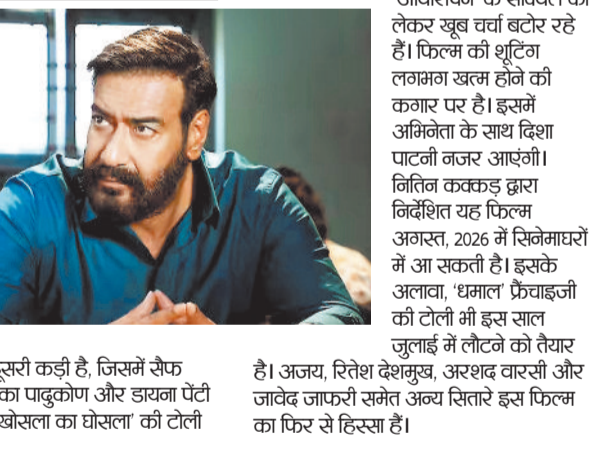 लेकर खूब चर्चा बटोर रहे
हैं। फिल्म की शूटिंग
लगभग खत्म होने की
कगार पर है। इसमें
अभिनेता के साथ दिशा
पाटनी नजर आएंगी।
नितिन कक्कड़ द्वारा
निर्देशित यह फिल्म
अगस्त, 2026 में सिनेमाघरों
में आ सकती है। इसके
अलावा, ‘धमाल’ फ्रैंचाइजी
की टोली भी इस साल
जुलाई में लौटने को तैयार
है। अजय, रितेश देशमुख, अरशद वारसी और
जावेद जाफरी समेत अन्य सितारे इस फिल्म
का फिर से हिस्सा हैं।
कड़ी है, जिसमें सैफ
पादुकोण और डायना पेंटी
खोसला का घोसला’ की टोली